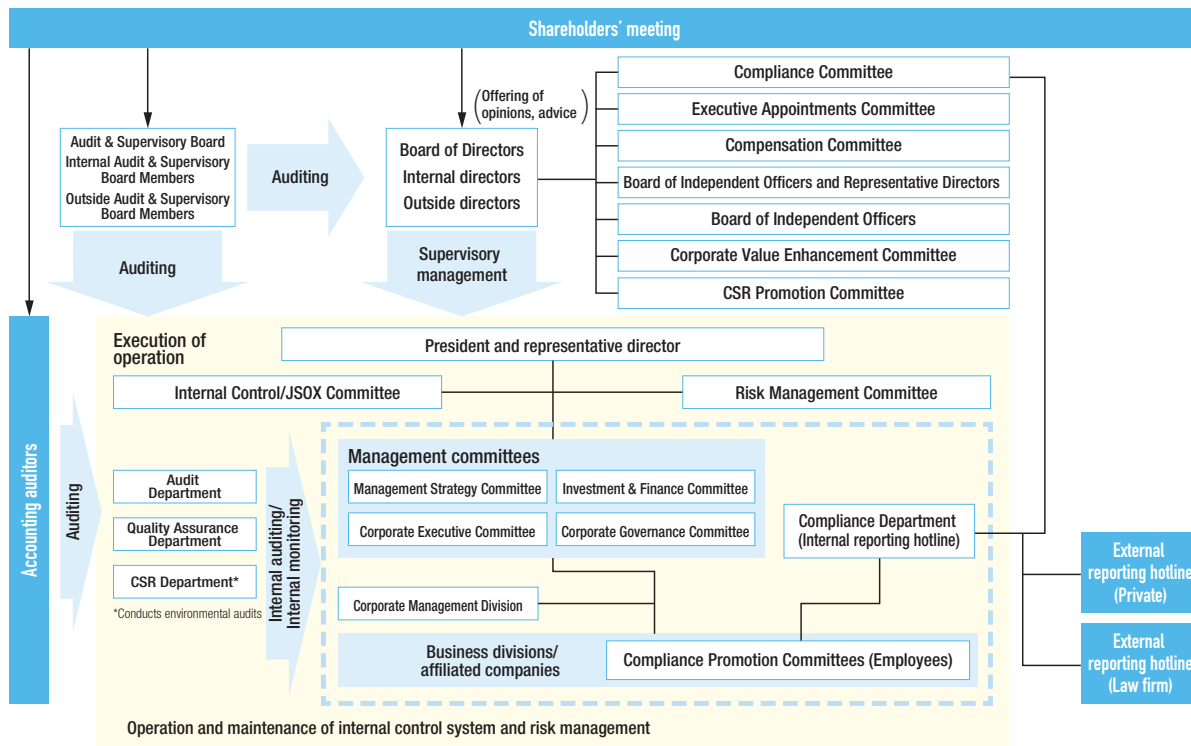 Shareholders' meeting
(Offering of
opinions, advice)
Compliance Committee
Executive Appointments Committee
Compensation Committee
Board of Independent Officers and Representative Directors
Board of Independent Officers
Corporate Value Enhancement Committee
CSR Promotion Committee
Audit & Supervisory Board
Internal Audit & Supervisory
Board Members
Outside Audit & Supervisory
Board Members
Auditing
Board of Directors
Internal directors
Outside directors
Auditing
Supervisory
management
Accounting auditors
Auditing
Execution of
operation
President and representative director
Internal Control/JSOX Committee
Risk Management Committee
Audit
Department
Quality Assurance
Department
CSR Department*
*Conducts environmental audits
Internal auditing/
Internal monitoring
Management committees
Management Strategy Committee
Investment & Finance Committee
Corporate Executive Committee
Corporate Governance Committee
Compliance Department
(Internal reporting hotline)
Corporate Management Division
Business divisions/
affiliated companies
Compliance Promotion Committees (Employees)
External
reporting hotline
(Private)
External
reporting hotline
(Law firm)
Operation and maintenance of internal control system and risk management